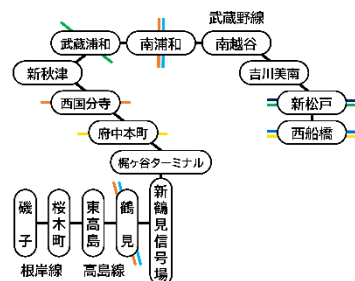 武蔵野線
武蔵浦和
南浦和
南越谷
新秋津
吉川美南
西国分寺
新松戸
府中本町
西船橋
梶ヶ谷ターミナル
磯子
桜木町
東高島
鶴見
新鶴見信号場
根岸線
高島線